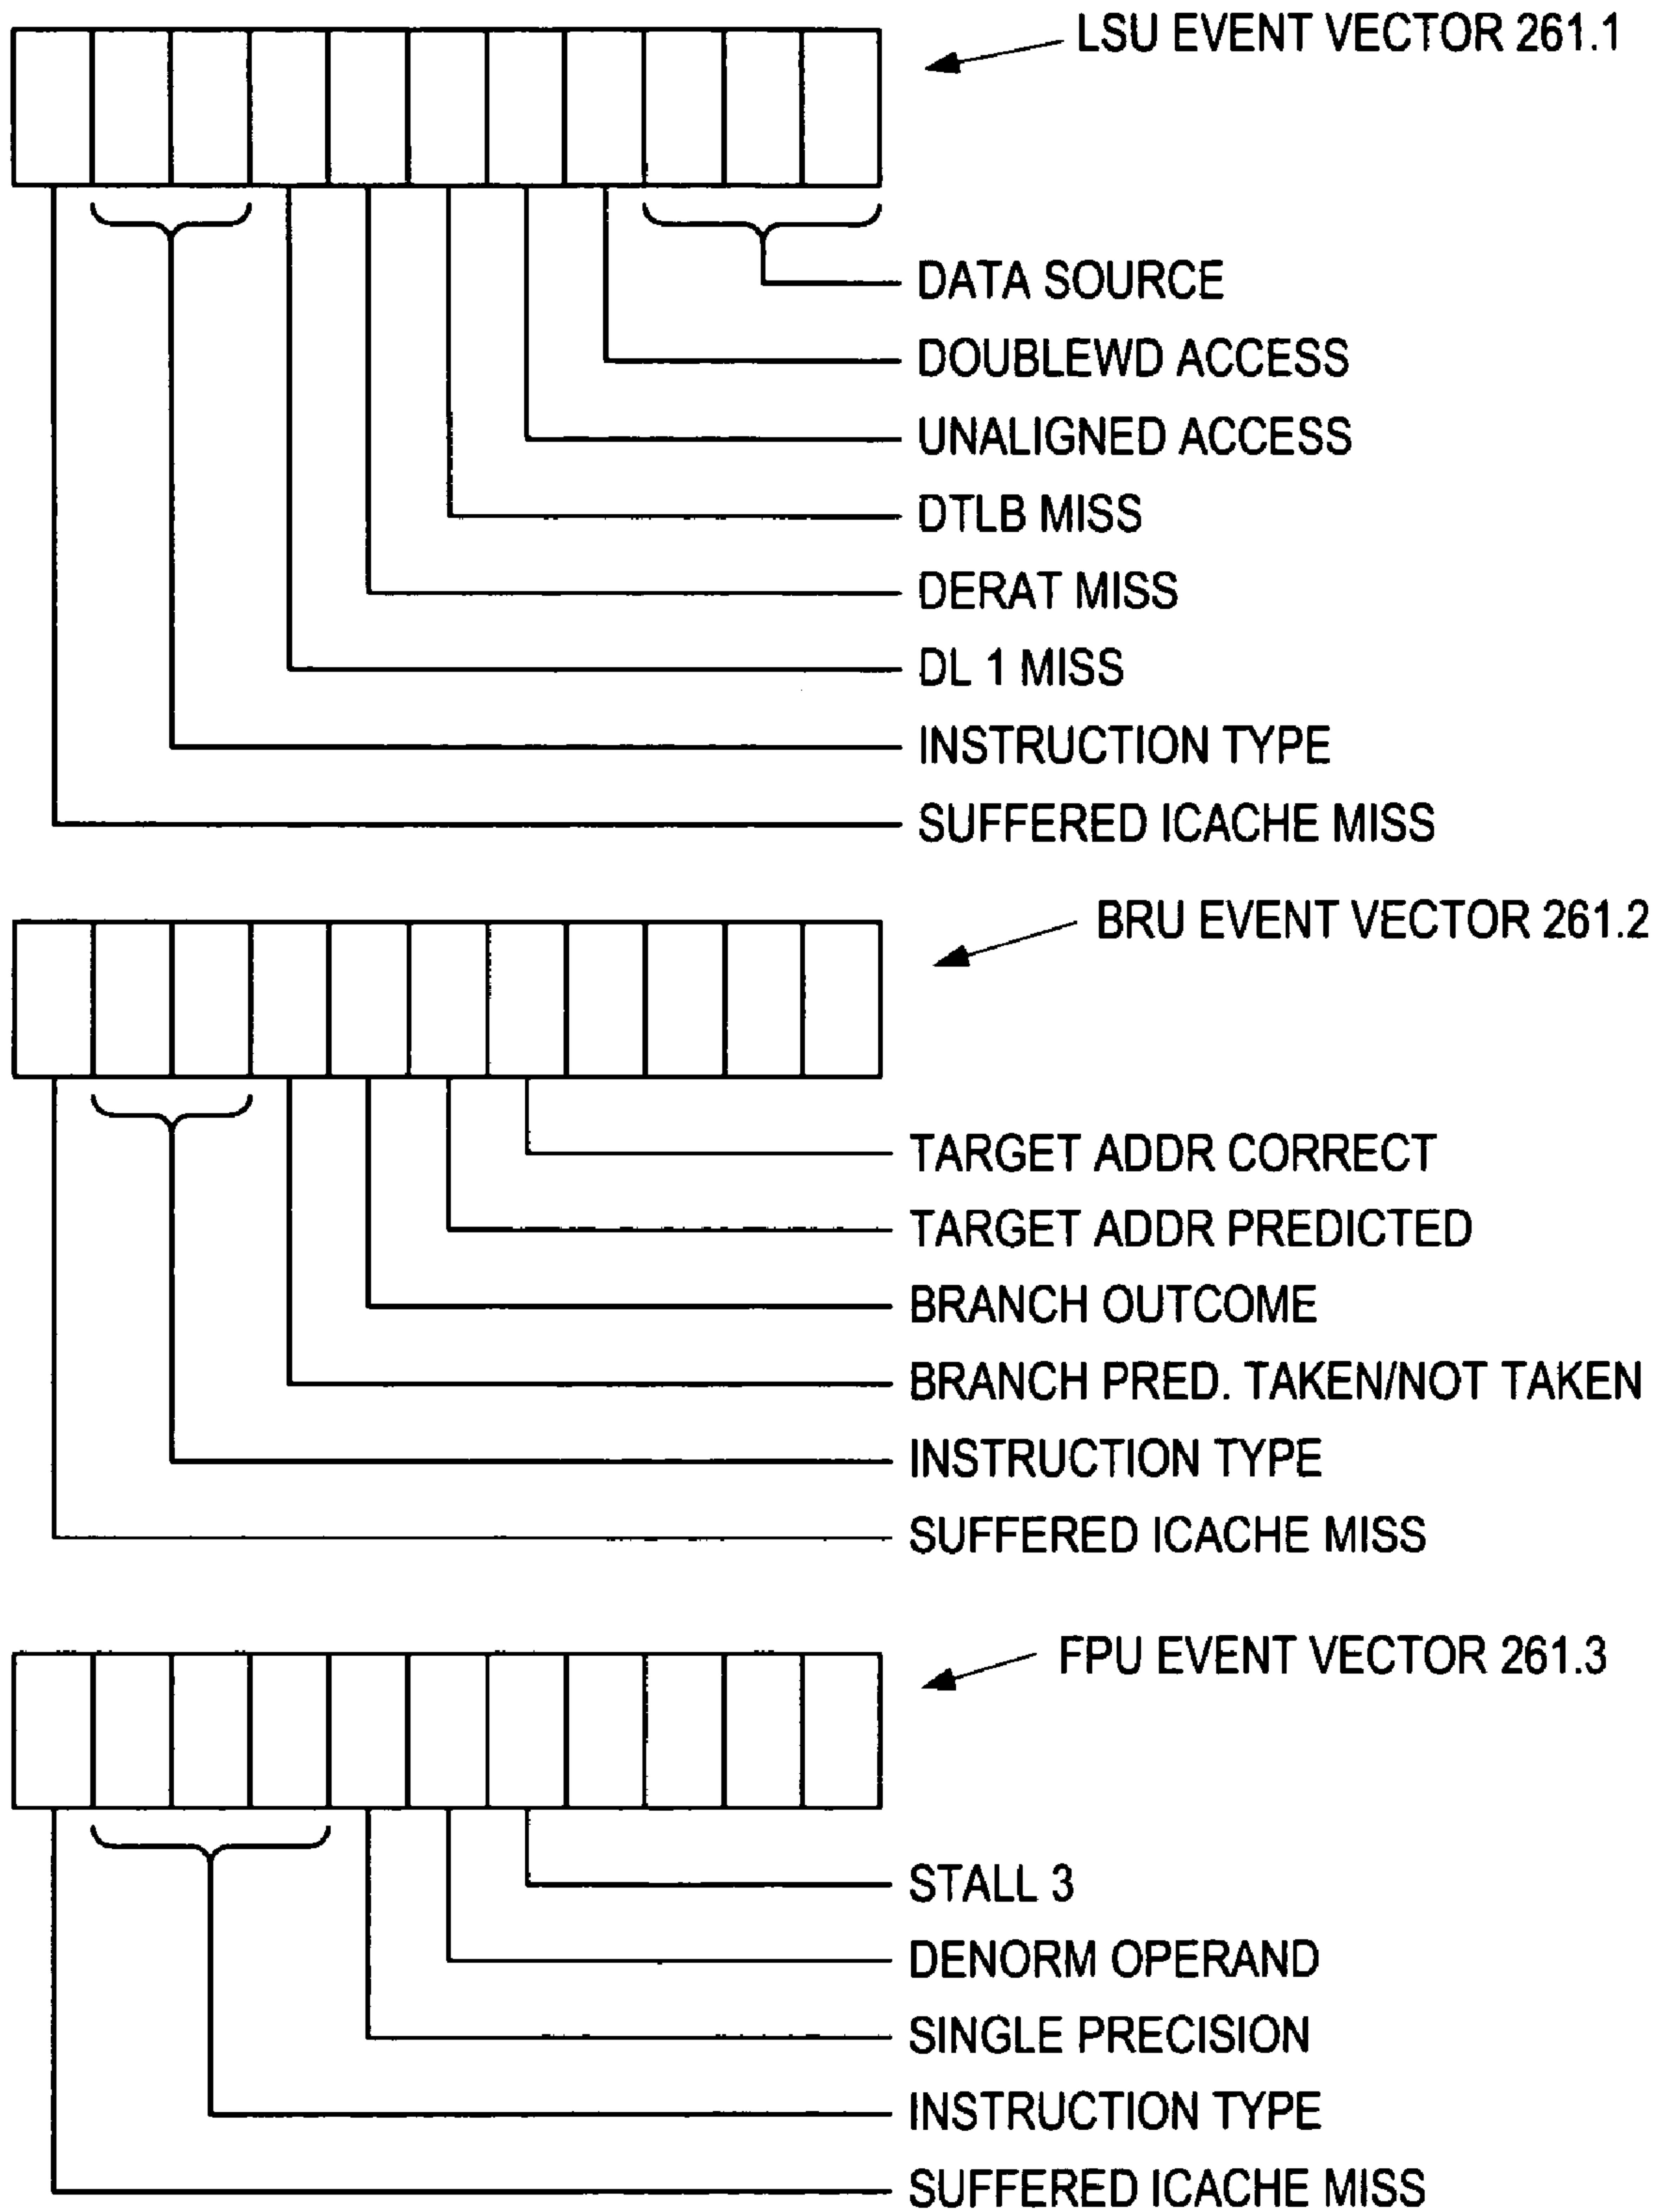 LSU EVENT VECTOR 261.1
DATA SOURCE
DOUBLEWD ACCESS
UNALIGNED ACCESS
DTLB MISS
DERAT MISS
DL 1 MISS
INSTRUCTION TYPE
SUFFERED ICACHE MISS
BRU EVENT VECTOR 261.2
TARGET ADDR CORRECT
TARGET ADDR PREDICTED
BRANCH OUTCOME
BRANCH PRED. TAKEN/NOT TAKEN
INSTRUCTION TYPE
SUFFERED ICACHE MISS
FPU EVENT VECTOR 261.3
STALL 3
DENORM OPERAND
SINGLE PRECISION
INSTRUCTION TYPE
SUFFERED ICACHE MISS